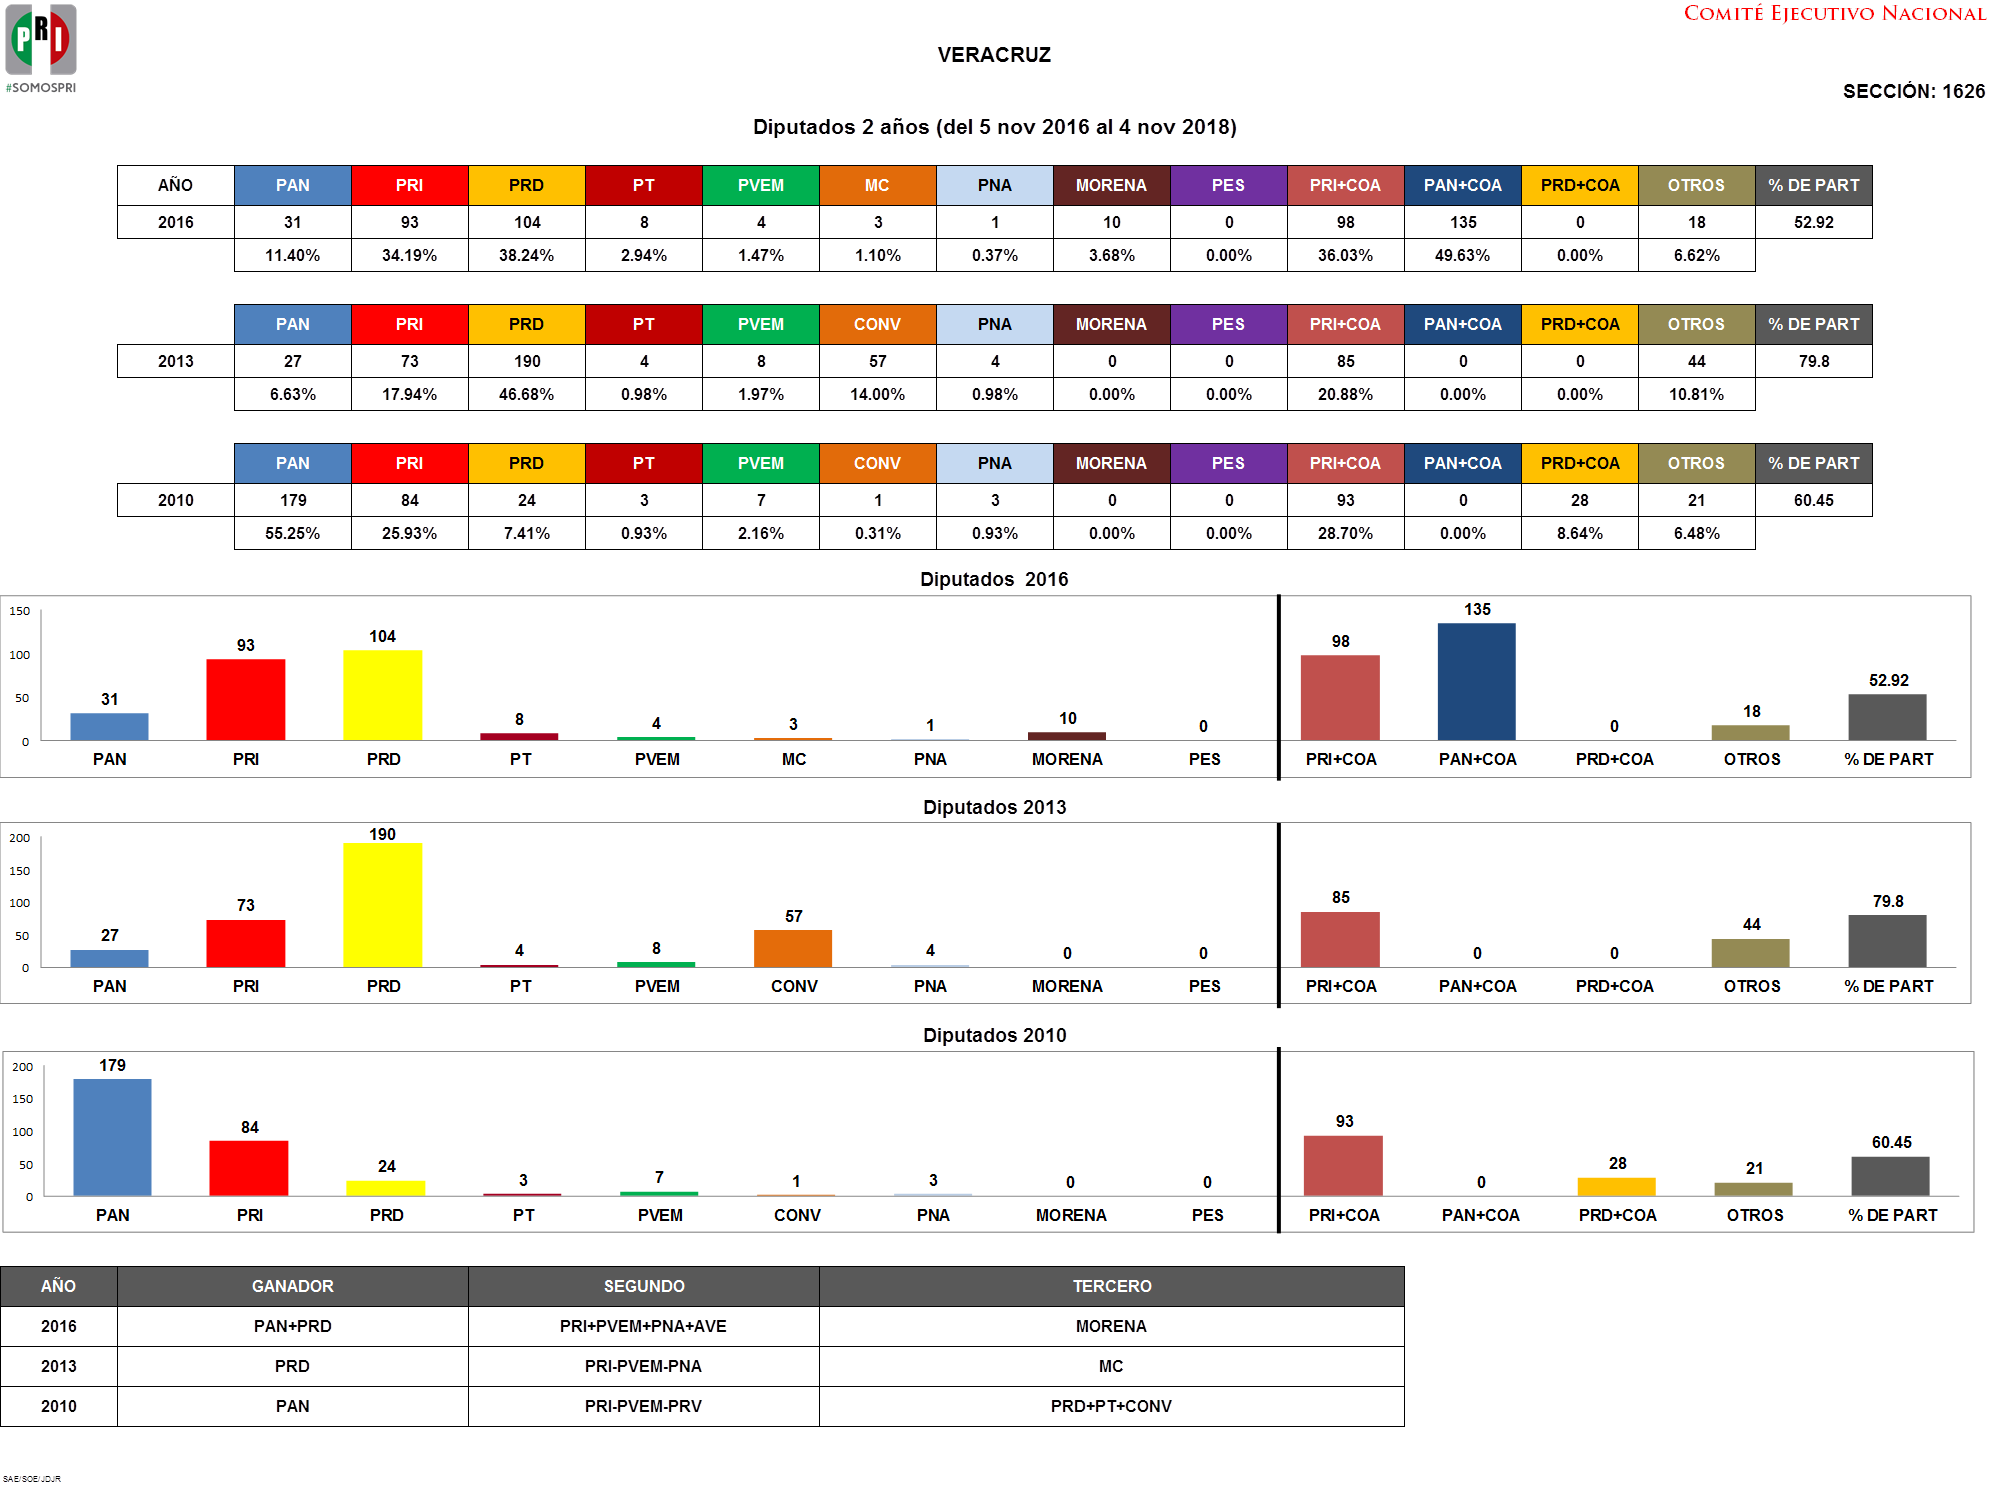 PRI
#SOMOSPRI
COMITÉ EJECUTIVO NACIONAL
VERACRUZ
SECCIÓN: 1626
Diputados 2 años (del 5 nov 2016 al 4 nov 2018)
AÑO PAN PRI PRD PT PVEM MC PNA MORENA PES PRI+COA PAN+COA PRD+COA OTROS % DE PART
2016 31 93 104 8 4 3 1 10 0 98 135 0 18 52.92
11.40% 34.19% 38.24% 2.94% 1.47% 1.10% 0.37% 3.68% 0.00% 36.03% 49.63% 0.00% 6.62%
PAN PRI PRD PT PVEM CONV PNA MORENA PES PRI+COA PAN+COA PRD+COA OTROS % DE PART
2013 27 73 190 4 8 57 4 0 0 85 0 0 44 79.8
6.63% 17.94% 46.68% 0.98% 1.97% 14.00% 0.98% 0.00% 0.00% 20.88% 0.00% 0.00% 10.81%
PAN PRI PRD PT PVEM CONV PNA MORENA PES PRI+COA PAN+COA PRD+COA OTROS % DE PART
2010 179 84 24 3 7 1 3 0 0 93 0 28 21 60.45
55.25% 25.93% 7.41% 0.93% 2.16% 0.31% 0.93% 0.00% 0.00% 28.70% 0.00% 8.64% 6.48%
Diputados 2016
150
100
50
0
31 93 104 8 4 3 1 10 0 98 135 0 18 52.92
PAN PRI PRD PT PVEM MC PNA MORENA PES PRI+COA PAN+COA PRD+COA OTROS % DE PART
Diputados 2013
200
150
100
50
0
27 73 190 4 8 57 4 0 0 85 0 0 44 79.8
PAN PRI PRD PT PVEM CONV PNA MORENA PES PRI+COA PAN+COA PRD+COA OTROS % DE PART
Diputados 2010
200
150
100
50
0
179 84 24 3 7 1 3 0 0 93 0 28 21 60.45
PAN PRI PRD PT PVEM CONV PNA MORENA PES PRI+COA PAN+COA PRD+COA OTROS % DE PART
AÑO GANADOR SEGUNDO TERCERO
2016 PAN+PRD PRI+PVEM+PNA+AVE MORENA
2013 PRD PRI-PVEM-PNA MC
2010 PAN PRI-PVEM-PRV PRD+PT+CONV
SAE/SOE/JDJR